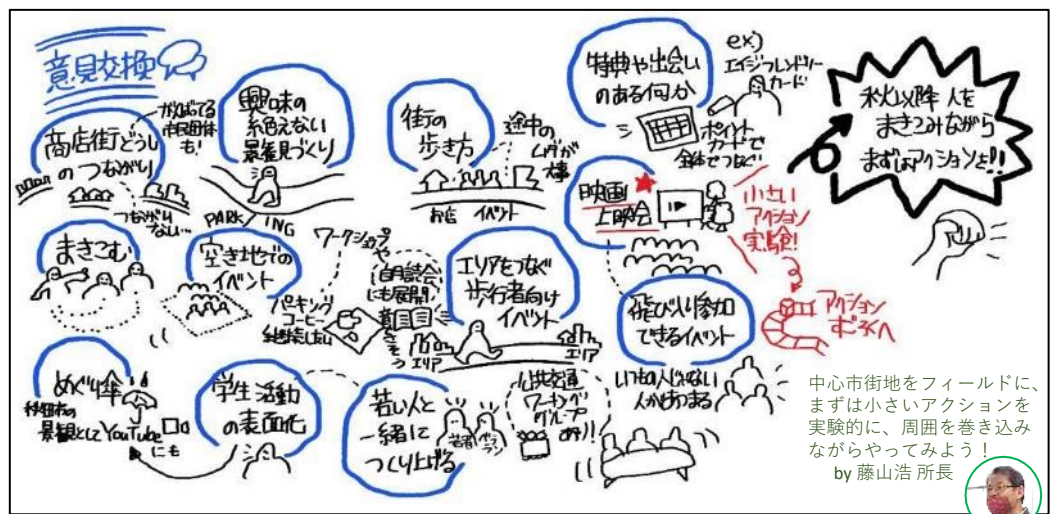 意見交換
商店街どうし
のつながり
がんばってる
市民団体
も!
つながり
ない…
興味の
絶えない
景観づくり
街の
歩き方
途中の
ムダが
大事
お店 イベント
特典や出会い
のある何か
ex)
エイジフレンドリー
カード
ポイント
カードで
全体でつなぐ
秋以降 人を
まきこみながら
まずはアクションを!!
映画
上映会
小さい
アクション
実験!
アクション
すごろくへ
まきこむ
PARKING
空き地での
イベント
ワークショップや
パーキング
コーヒー
継続したい
朗読会
にも展開
エリアをつなぐ
歩行者向け
イベント
エリア
エリア
飛び入り参加
できるイベント
いつもの人じゃない
人があつまる
めぐり傘
秋田市の
景観として
YouTube
にも
学生活動
の表面化
若い人と
一緒に
つくり上げる
若者
ベテラン
公共交通
ワーキング
グループ
あり!
中心市街地をフィールドに、
まずは小さいアクションを
実験的に、周囲を巻き込み
ながらやってみよう!
by 藤山浩 所長